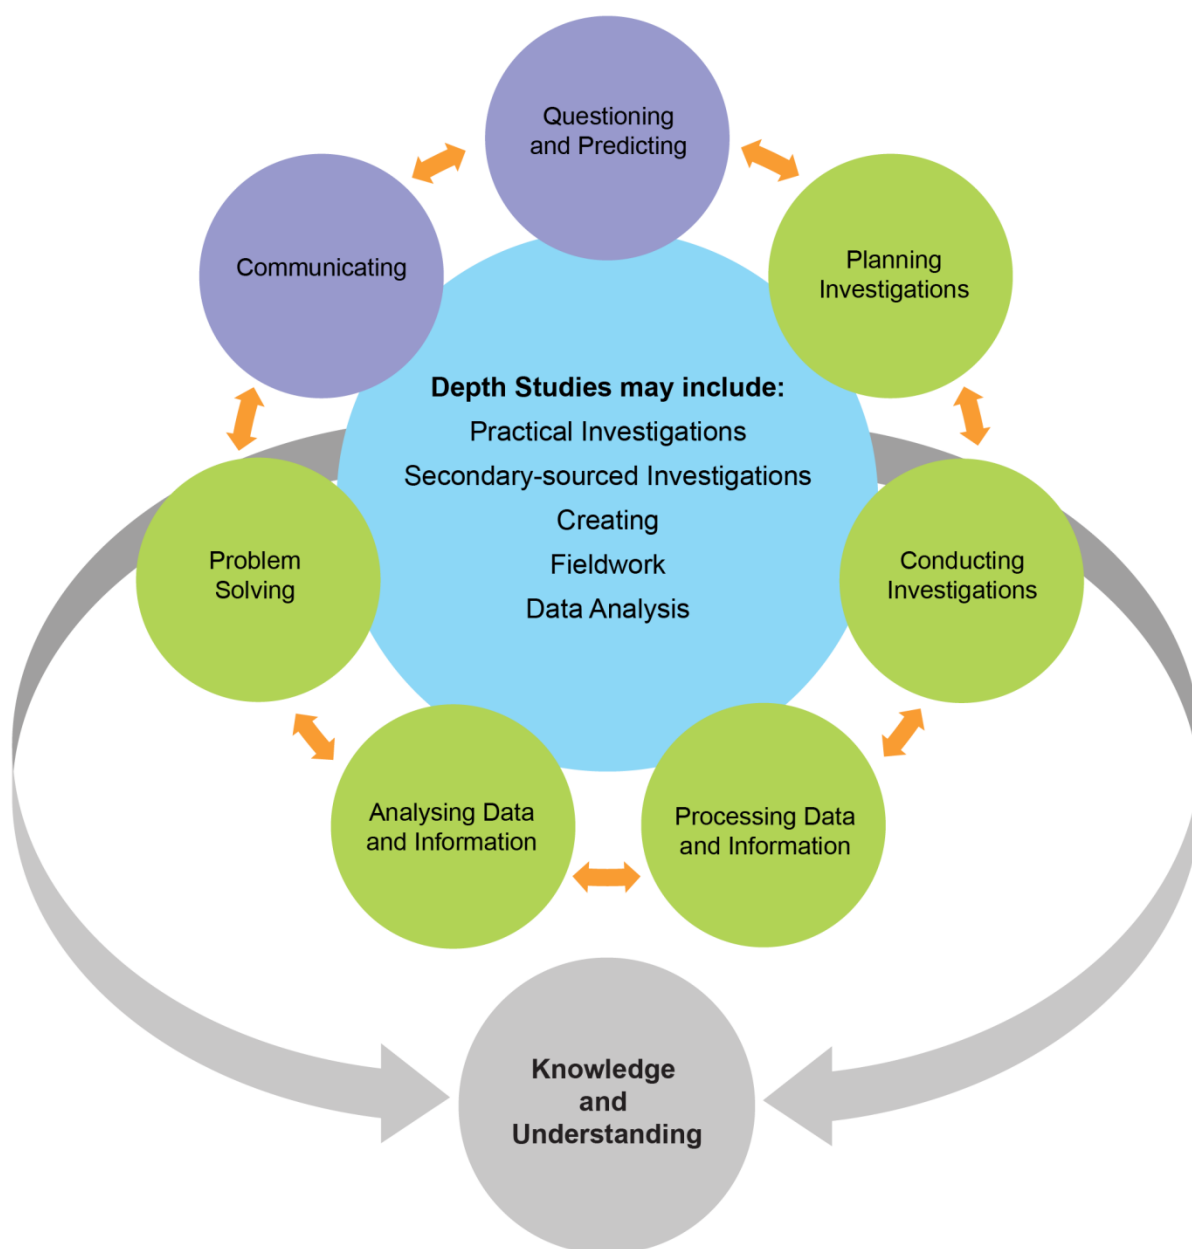 Questioning
and Predicting
Communicating
Planning
Investigations
Depth Studies may include:
Practical Investigations
Secondary-sourced Investigations
Creating
Fieldwork
Data Analysis
Problem
Solving
Conducting
Investigations
Analysing Data
and Information
Processing Data
and Information
Knowledge
and
Understanding